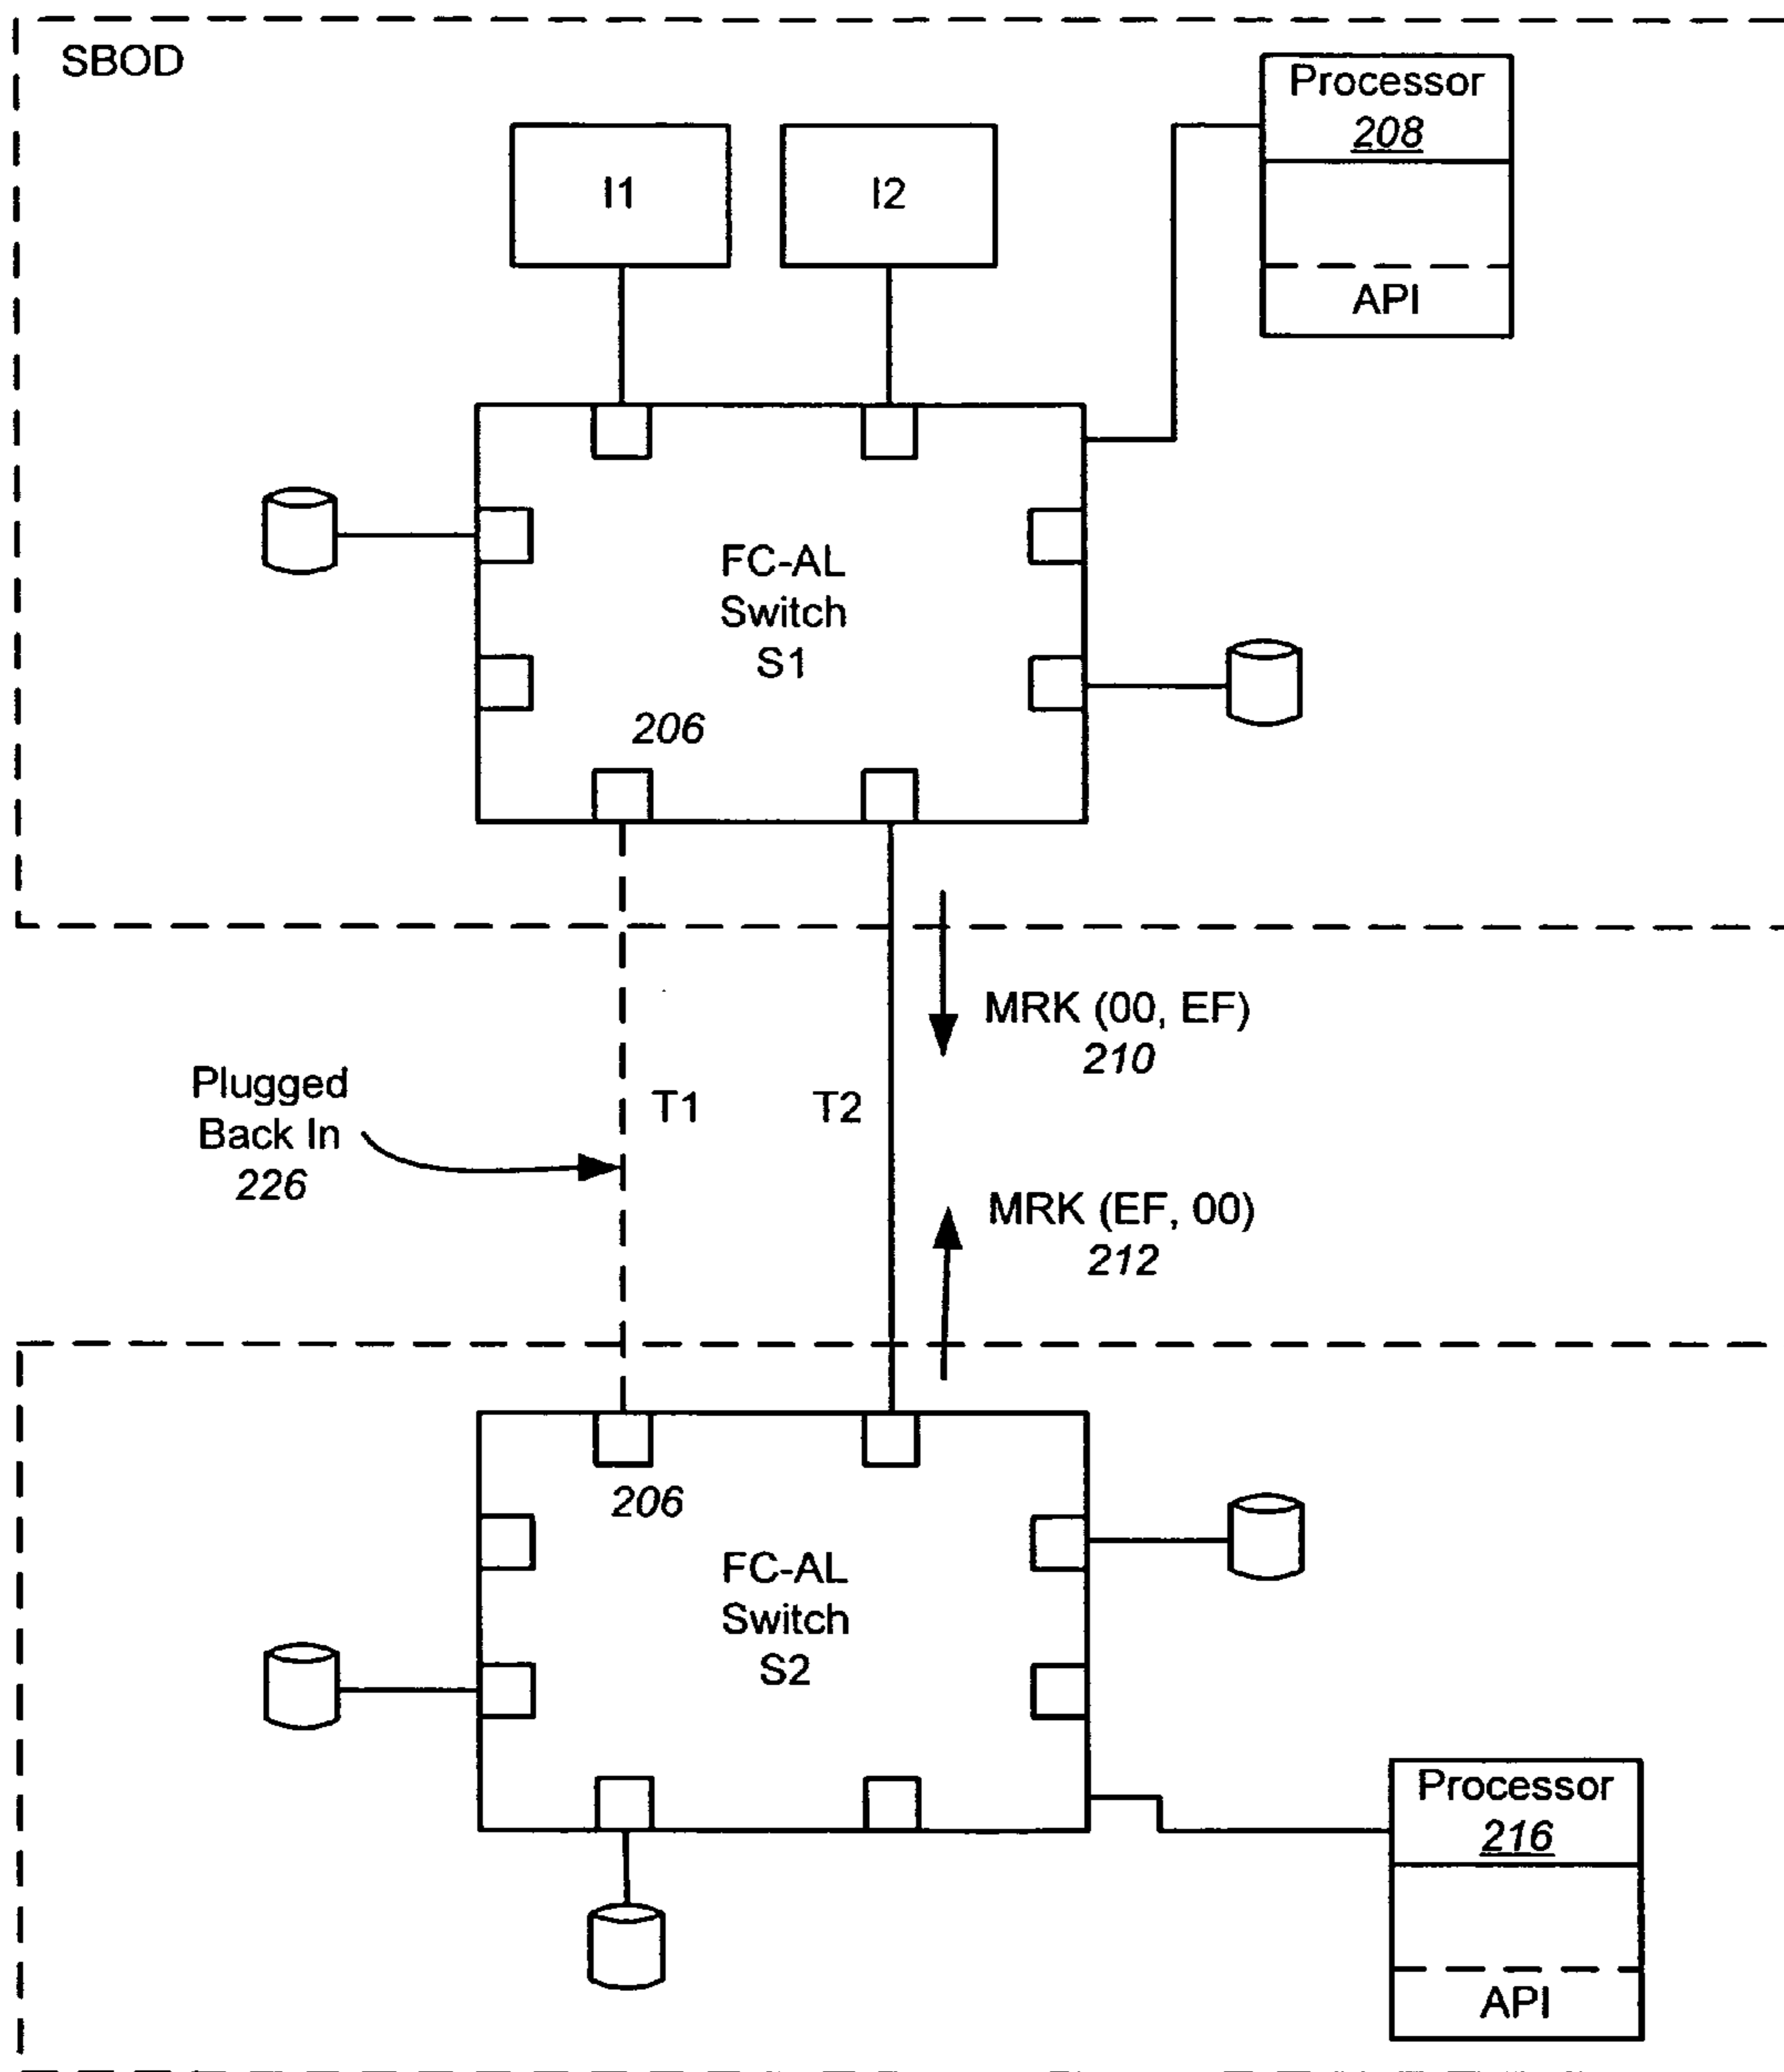 SBOD
Processor
208
API
I1
I2
FC-AL
Switch
S1
206
MRK (00, EF)
210
Plugged
Back In
226
T1
T2
MRK (EF, 00)
212
206
FC-AL
Switch
S2
Processor
216
API